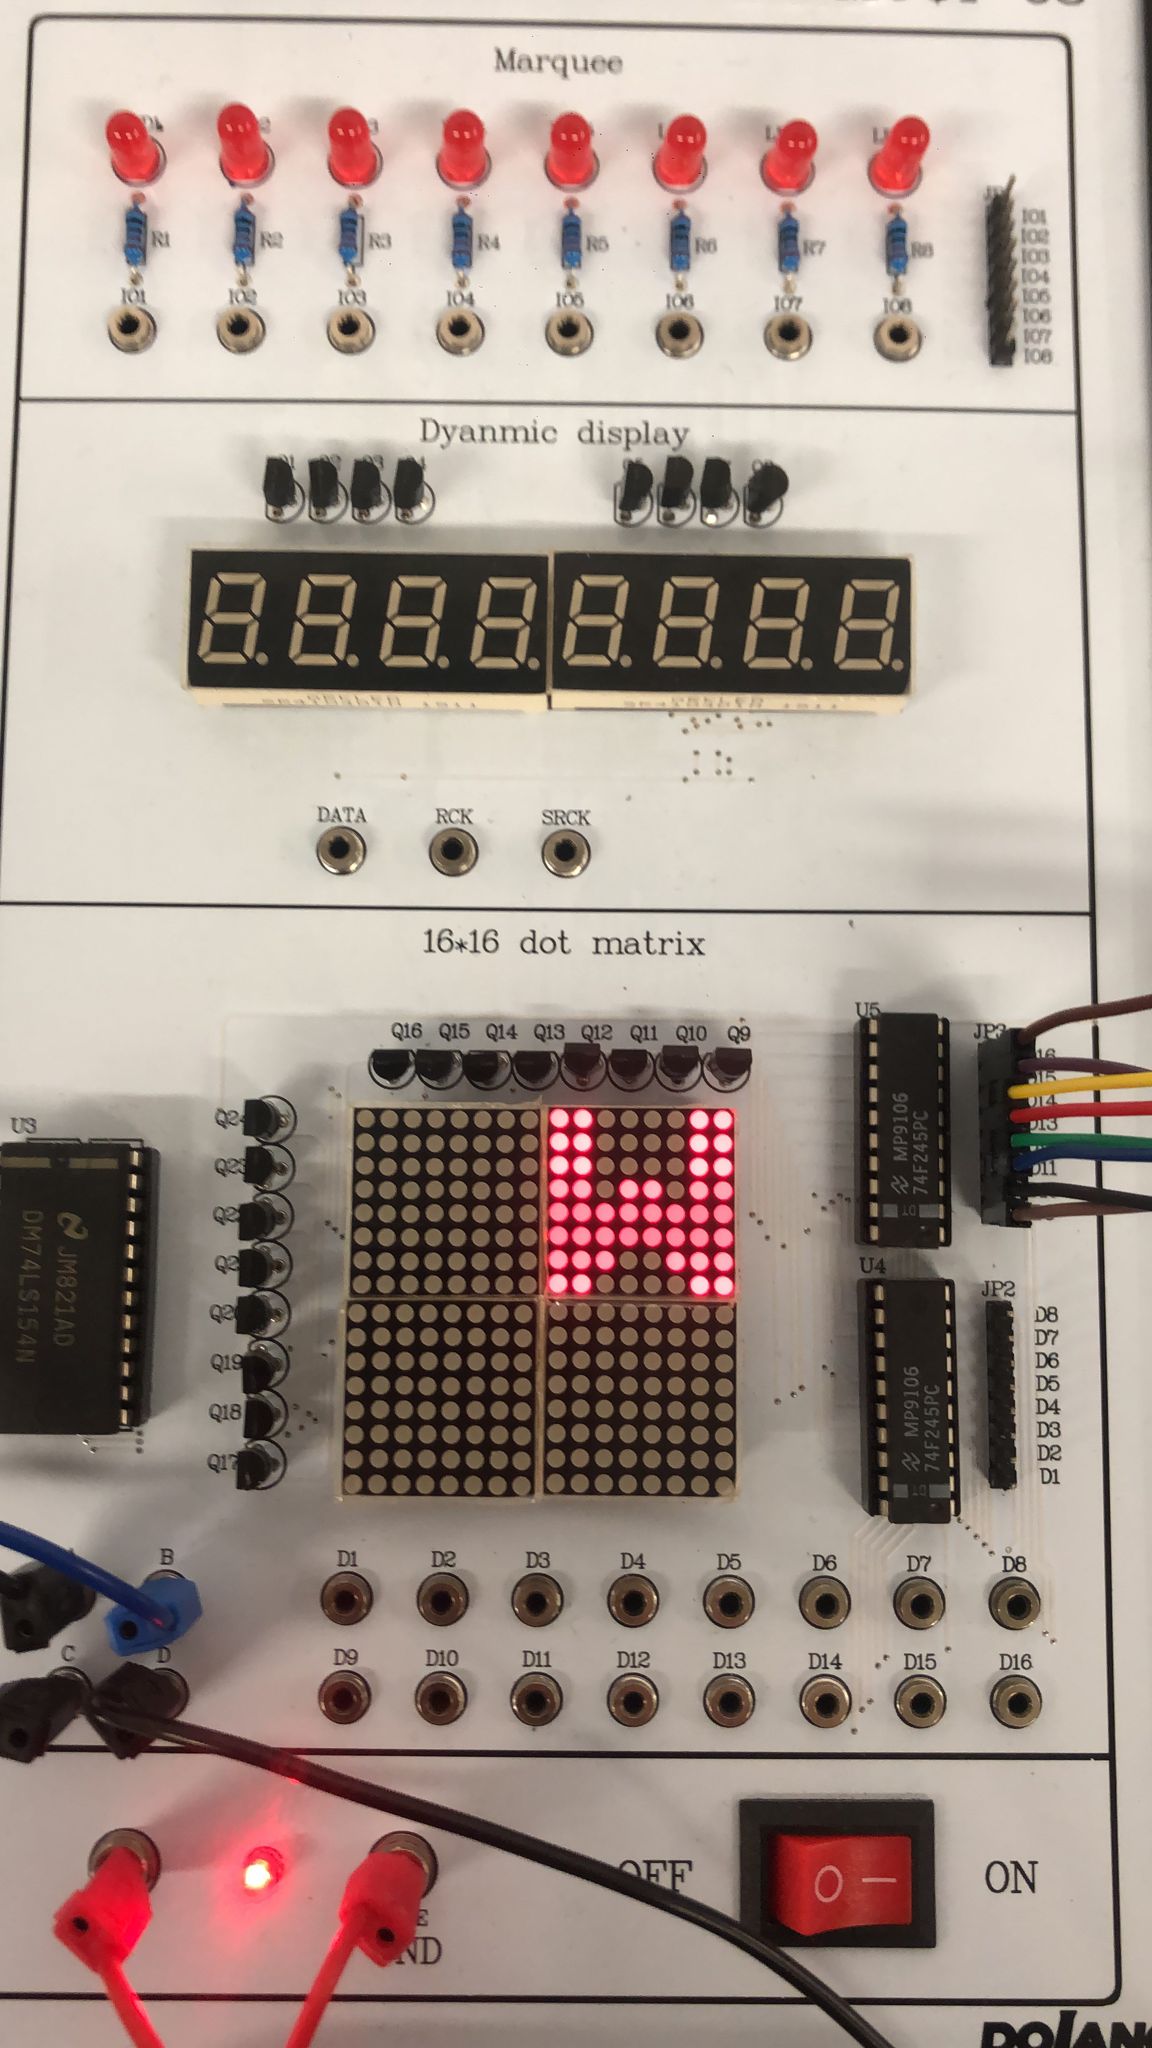 Marquee
R1 R2 R3 R4 R5 R6 R7 R8
IO1 IO2 IO3 IO4 IO5 IO6 IO7 IO8
IO1
IO2
IO3
IO4
IO5
IO6
IO7
IO8
Dyanmic display
DATA RCK SRCK
16*16 dot matrix
Q16 Q15 Q14 Q13 Q12 Q11 Q10 Q9
U5
MP9106
74F245PC
JP3
D14
D13
D11
U3
JM821AD
DM74LS154N
Q19
Q18
Q17
W
U4
MP9106
74F245PC
JP2
D8
D7
D6
D5
D4
D3
D2
D1
B
C D
D1 D2 D3 D4 D5 D6 D7 D8
D9 D10 D11 D12 D13 D14 D15 D16
OFF
ON